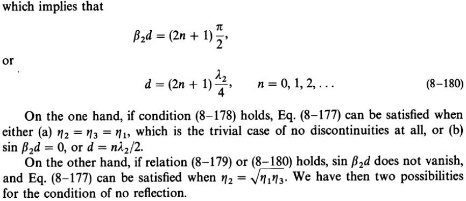 which implies that
β₂d = (2n + 1) π/2,
or
d = (2n + 1) λ₂/4,   n = 0, 1, 2, . . .   (8–180)
On the one hand, if condition (8–178) holds, Eq. (8–177) can be satisfied when
either (a) η₂ = η₃ = η₁, which is the trivial case of no discontinuities at all, or (b)
sin β₂d = 0, or d = nλ₂/2.
On the other hand, if relation (8–179) or (8–180) holds, sin β₂d does not vanish,
and Eq. (8–177) can be satisfied when η₂ = √η₁η₃. We have then two possibilities
for the condition of no reflection.